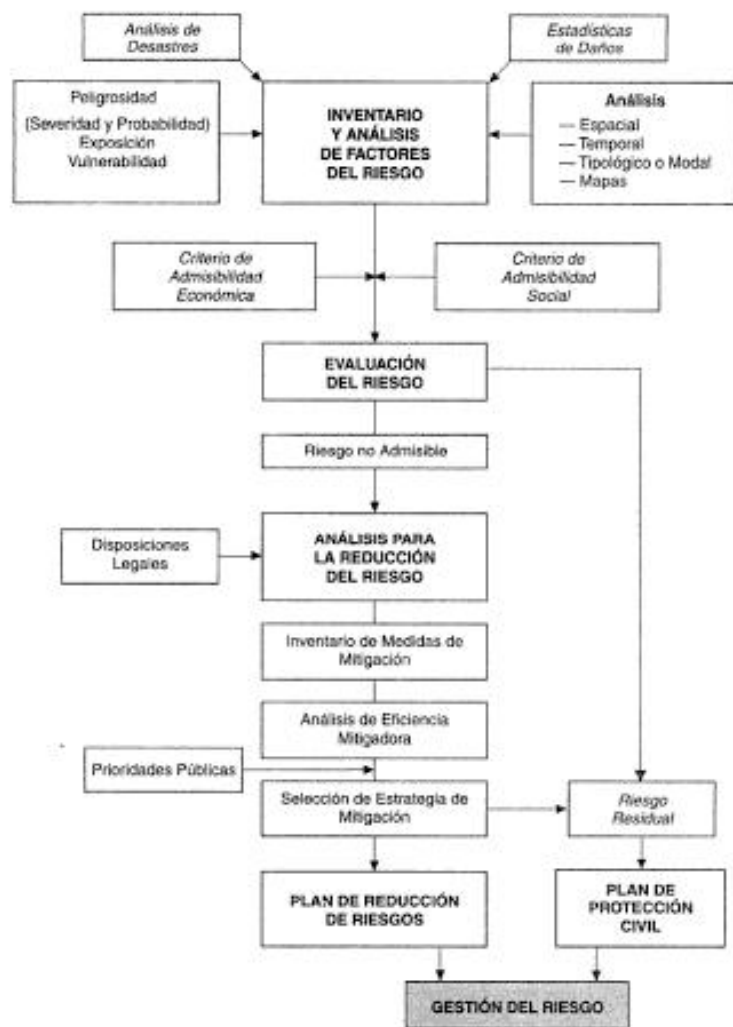 Análisis de
Desastres
Estadísticas
de Daños
Peligrosidad
(Severidad y Probabilidad)
Exposición
Vulnerabilidad
INVENTARIO
Y ANÁLISIS
DE FACTORES
DEL RIESGO
Análisis
— Espacial
— Temporal
— Tipológico o Modal
— Mapas
Criterio de
Admisibilidad
Económica
Criterio de
Admisibilidad
Social
EVALUACIÓN
DEL RIESGO
Riesgo no Admisible
Disposiciones
Legales
ANÁLISIS PARA
LA REDUCCIÓN
DEL RIESGO
Inventario de Medidas de
Mitigación
Análisis de Eficiencia
Mitigadora
Prioridades Públicas
Selección de Estrategia de
Mitigación
Riesgo
Residual
PLAN DE REDUCCIÓN
DE RIESGOS
PLAN DE
PROTECCIÓN
CIVIL
GESTIÓN DEL RIESGO